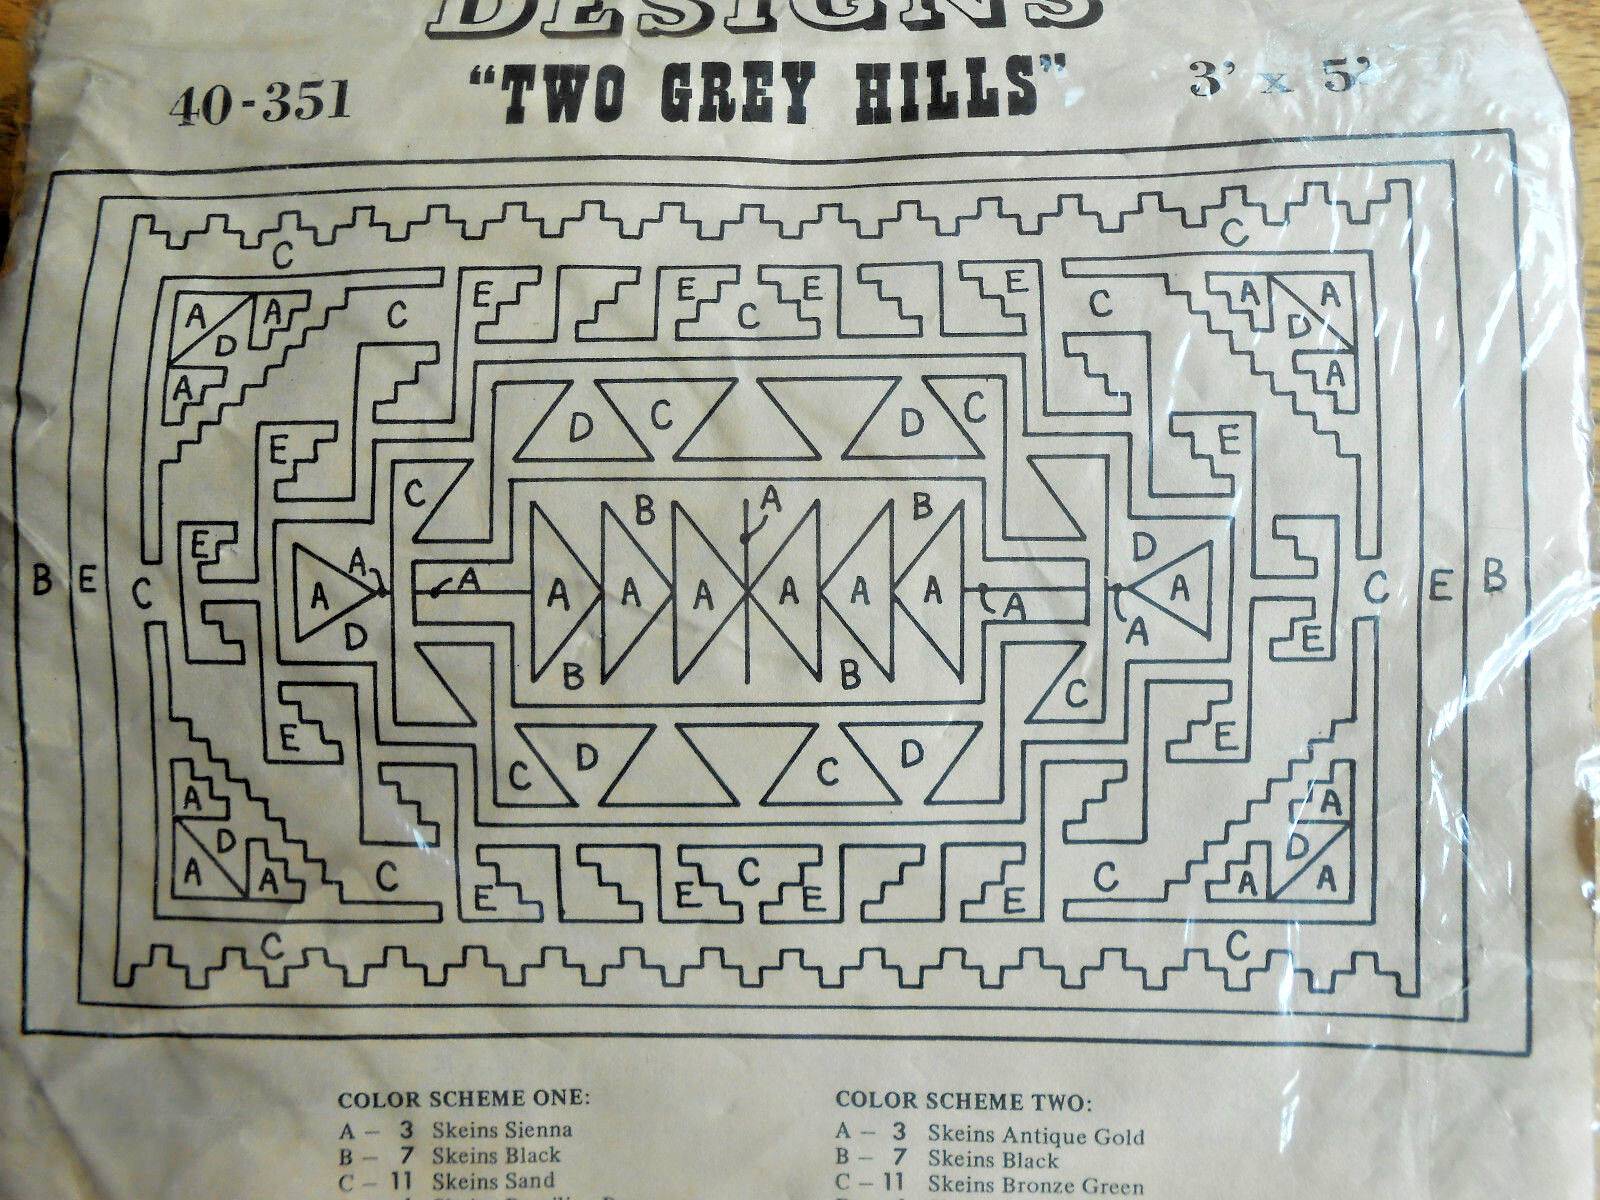 DESIGNS
40-351 "TWO GREY HILLS" 3' x 5'
C C
E E E E
A A C C A A
D C D
A A
D C D C
E E
C B A B
E D
A A
B E C A A A A A A A A A A C E B
D A
B B E
C
E E
C D C D
A A
D D
A A C C C A A
E E E E
C C
COLOR SCHEME ONE: COLOR SCHEME TWO:
A – 3 Skeins Sienna A – 3 Skeins Antique Gold
B – 7 Skeins Black B – 7 Skeins Black
C – 11 Skeins Sand C – 11 Skeins Bronze Green